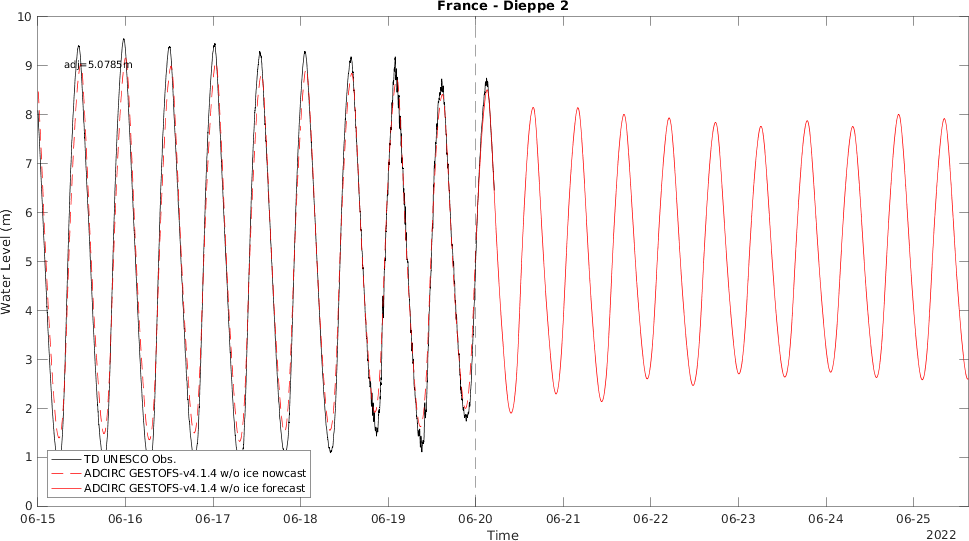 France - Dieppe 2
10
9
8
7
6
5
4
3
2
1
0
Water Level (m)
adj=5.0785m
TD UNESCO Obs.
ADCIRC GESTOFS-v4.1.4 w/o ice nowcast
ADCIRC GESTOFS-v4.1.4 w/o ice forecast
06-15 06-16 06-17 06-18 06-19 06-20 06-21 06-22 06-23 06-24 06-25
Time
2022